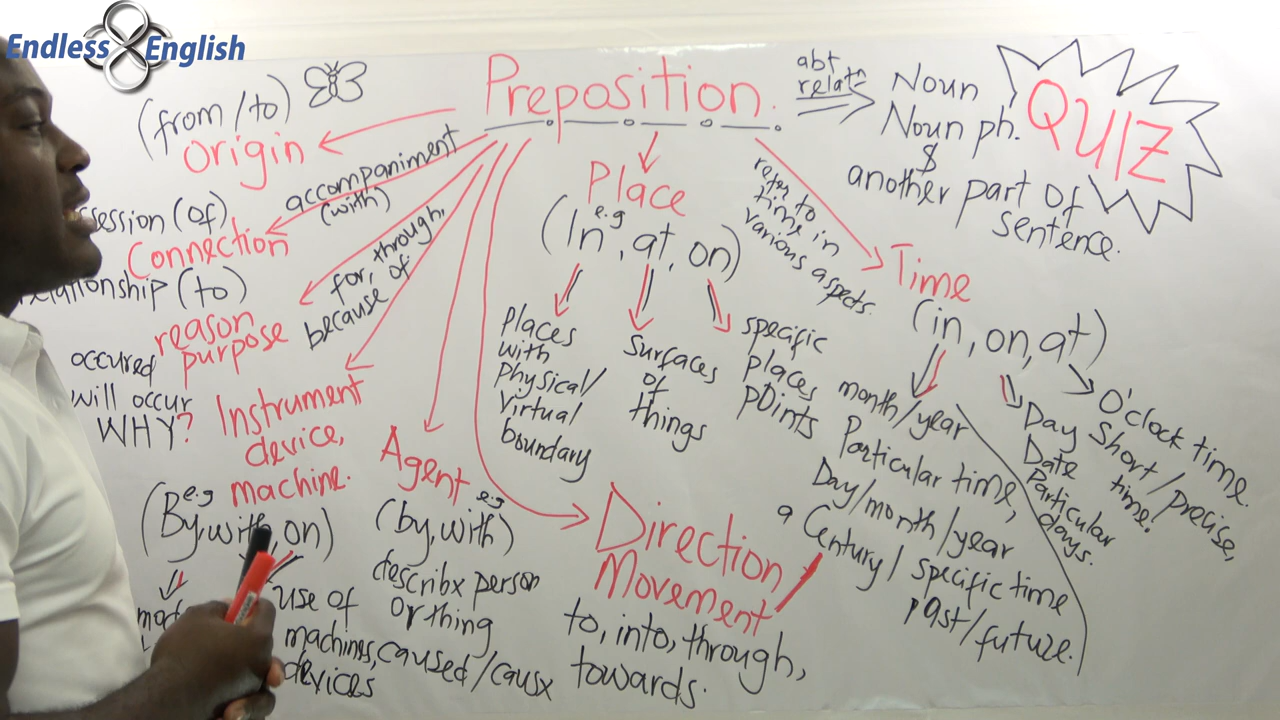 Endless English
Preposition.
abt
relatn
Noun
Noun ph.
$
another part of
sentence.
QUIZ
(from/to)
Origin
accompaniment
(with)
ssession (of)
Connection
relationship (to)
for, through,
because of
reason
purpose
occured
will occur
WHY?
Instrument
device,
machine.
e.g
(By, with, on)
use of
machines,
devices
Agent
e.g
(by, with)
describx person
or thing
caused/causx
Direction
Movement/
to, into, through,
towards.
Place
e.g
(In, at, on)
Places
with
Physical/
Virtual
boundary
Surfaces
of
things
specific
places
points
refer to
time in
various aspects.
Time
(in, on, at)
month/year
Particular time,
Day/month/year
a Century/ specific time
past/future.
Day
Date
Particular
days.
O'clock time.
Short/precise,
time.